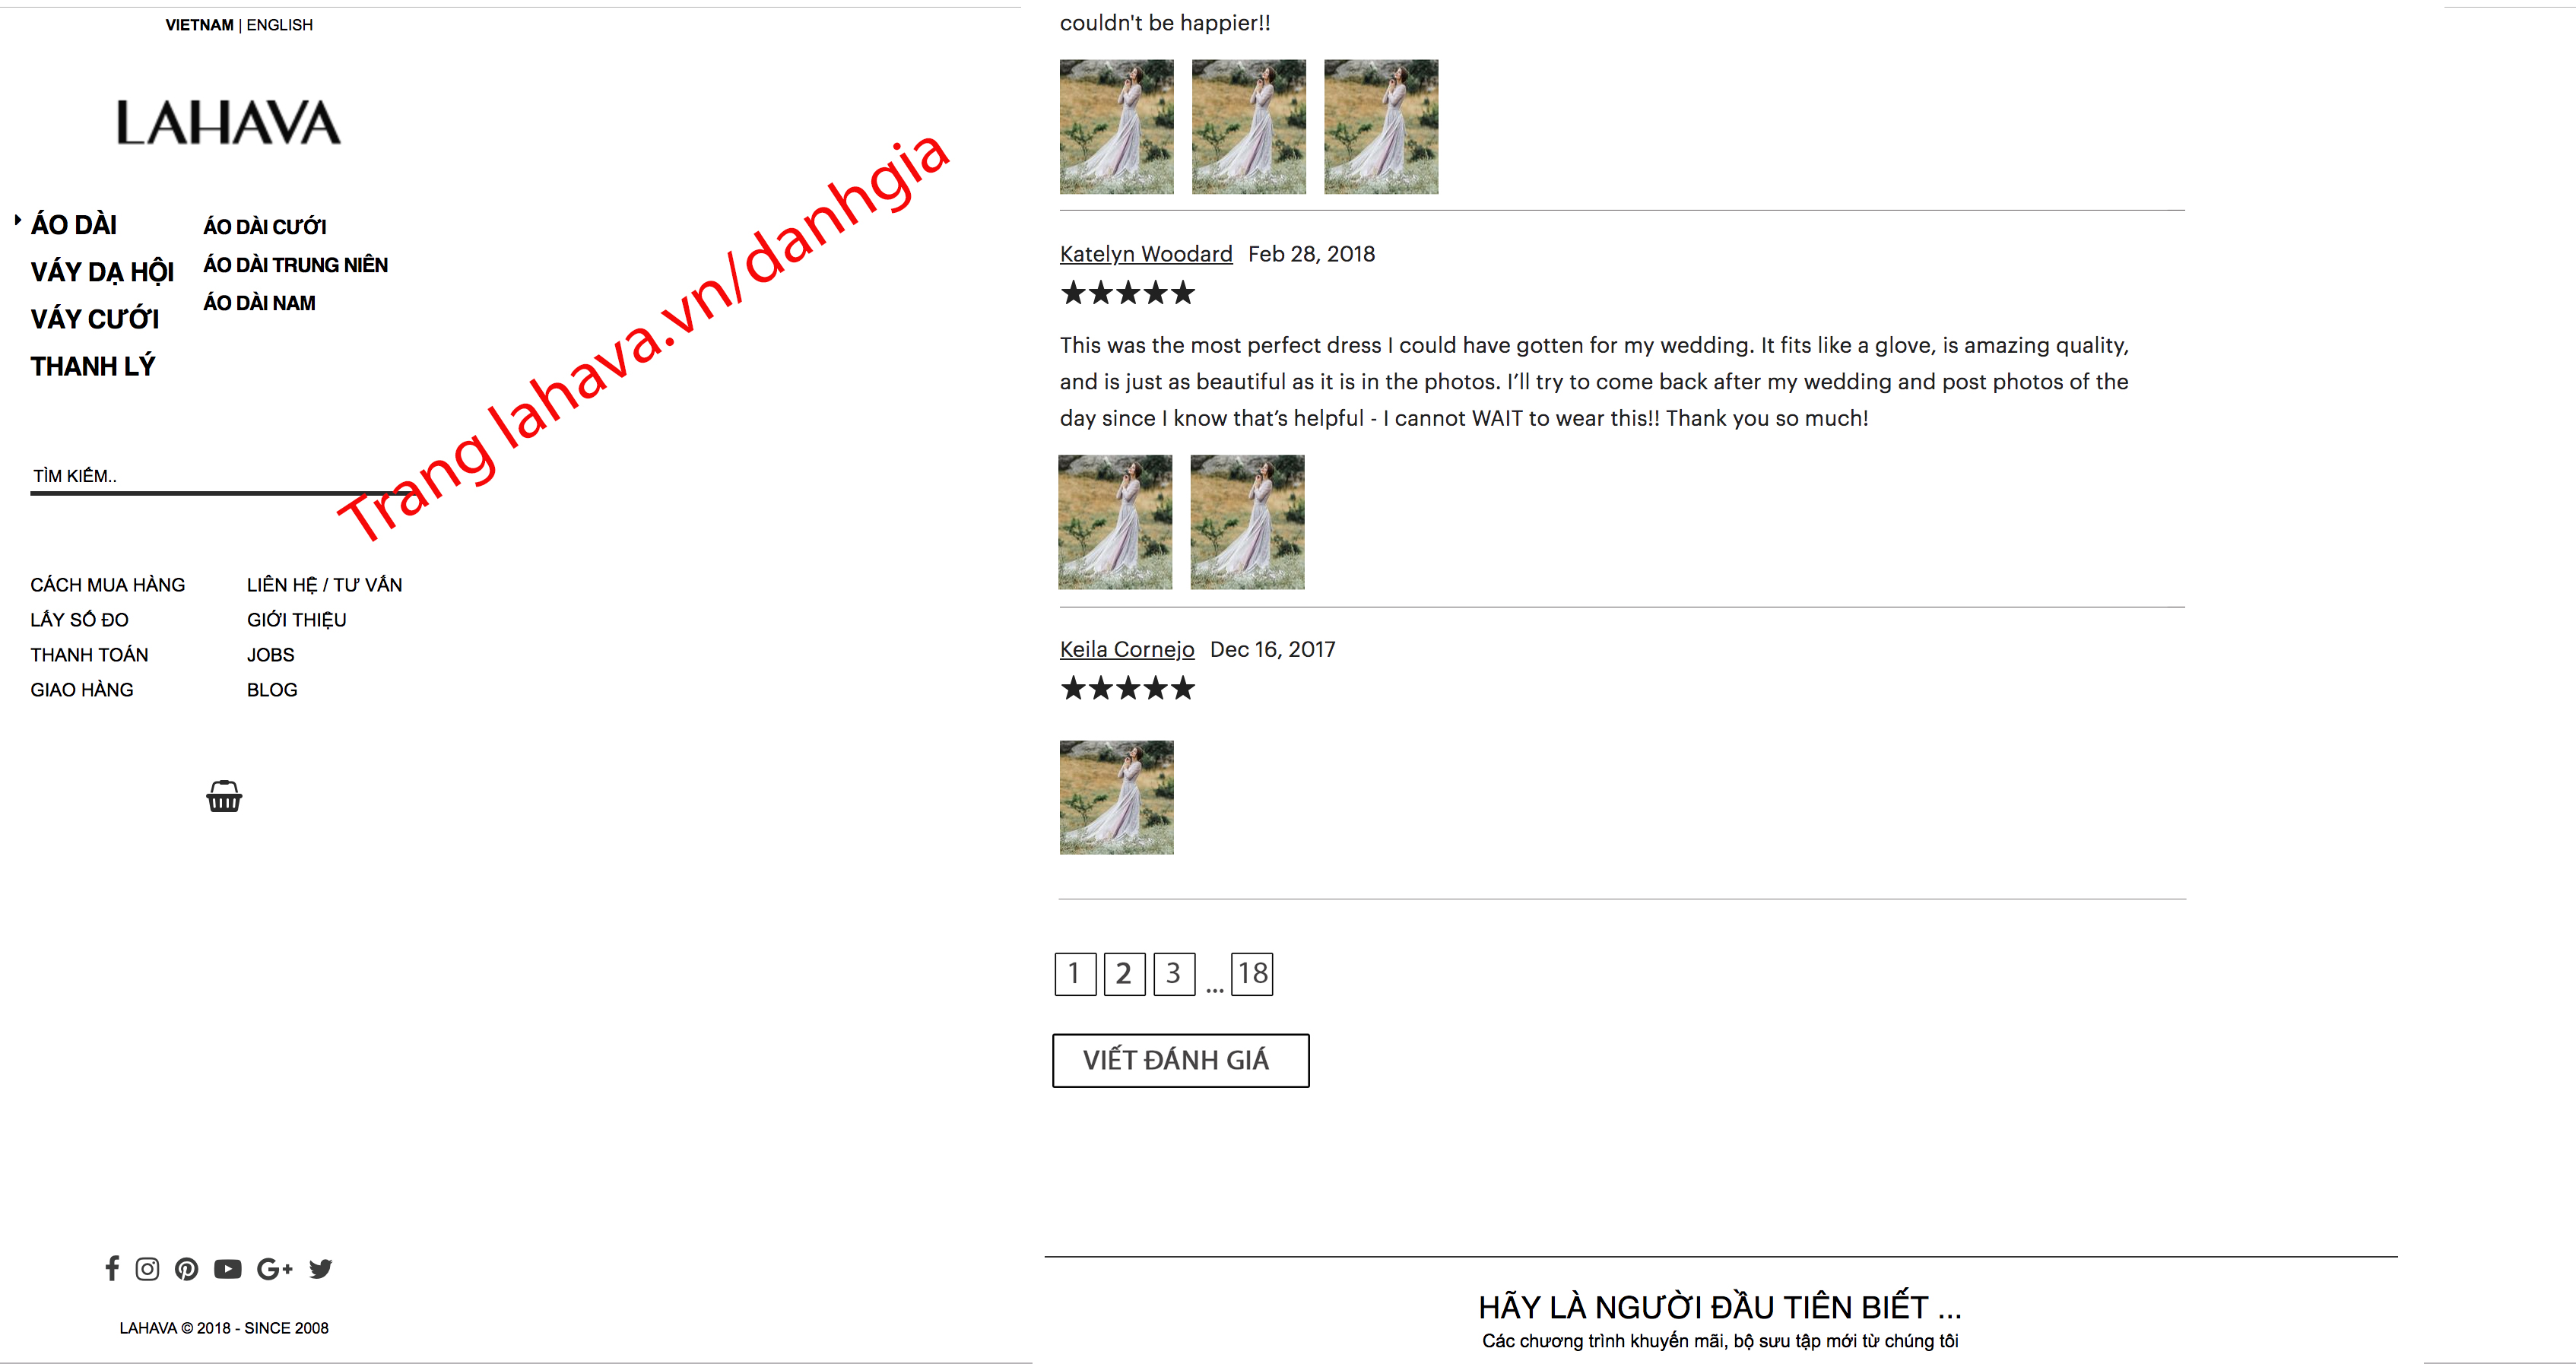 VIETNAM | ENGLISH
LAHAVA
ÁO DÀI
VÁY DẠ HỘI
VÁY CƯỚI
THANH LÝ
ÁO DÀI CƯỚI
ÁO DÀI TRUNG NIÊN
ÁO DÀI NAM
Trang lahava.vn/danhgia
TÌM KIẾM..
CÁCH MUA HÀNG
LẤY SỐ ĐO
THANH TOÁN
GIAO HÀNG
LIÊN HỆ / TƯ VẤN
GIỚI THIỆU
JOBS
BLOG
LAHAVA © 2018 - SINCE 2008
couldn't be happier!!
Katelyn Woodard Feb 28, 2018
★★★★★
This was the most perfect dress I could have gotten for my wedding. It fits like a glove, is amazing quality,
and is just as beautiful as it is in the photos. I’ll try to come back after my wedding and post photos of the
day since I know that’s helpful - I cannot WAIT to wear this!! Thank you so much!
Keila Cornejo Dec 16, 2017
★★★★★
1 2 3 ... 18
VIẾT ĐÁNH GIÁ
HÃY LÀ NGƯỜI ĐẦU TIÊN BIẾT ...
Các chương trình khuyến mãi, bộ sưu tập mới từ chúng tôi